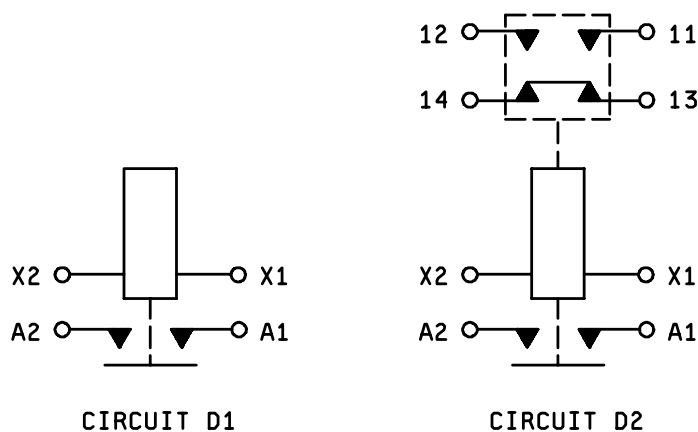 12 11
14 13
X2 X1 X2 X1
A2 A1 A2 A1
CIRCUIT D1 CIRCUIT D2